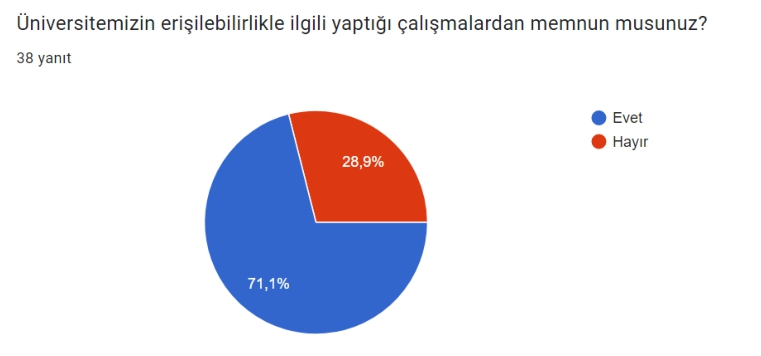 Üniversitemizin erişilebilirlikle ilgili yaptığı çalışmalardan memnun musunuz?
38 yanıt
Evet
Hayır
28,9%
71,1%